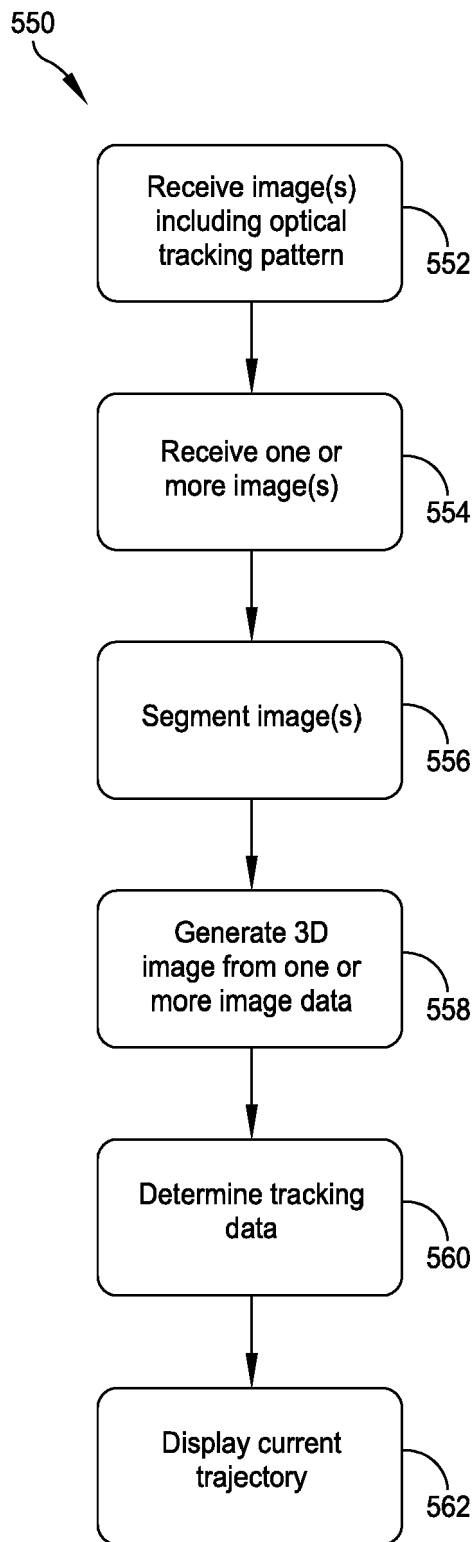 550
Receive image(s)
including optical
tracking pattern
552
Receive one or
more image(s)
554
Segment image(s)
556
Generate 3D
image from one or
more image data
558
Determine tracking
data
560
Display current
trajectory
562